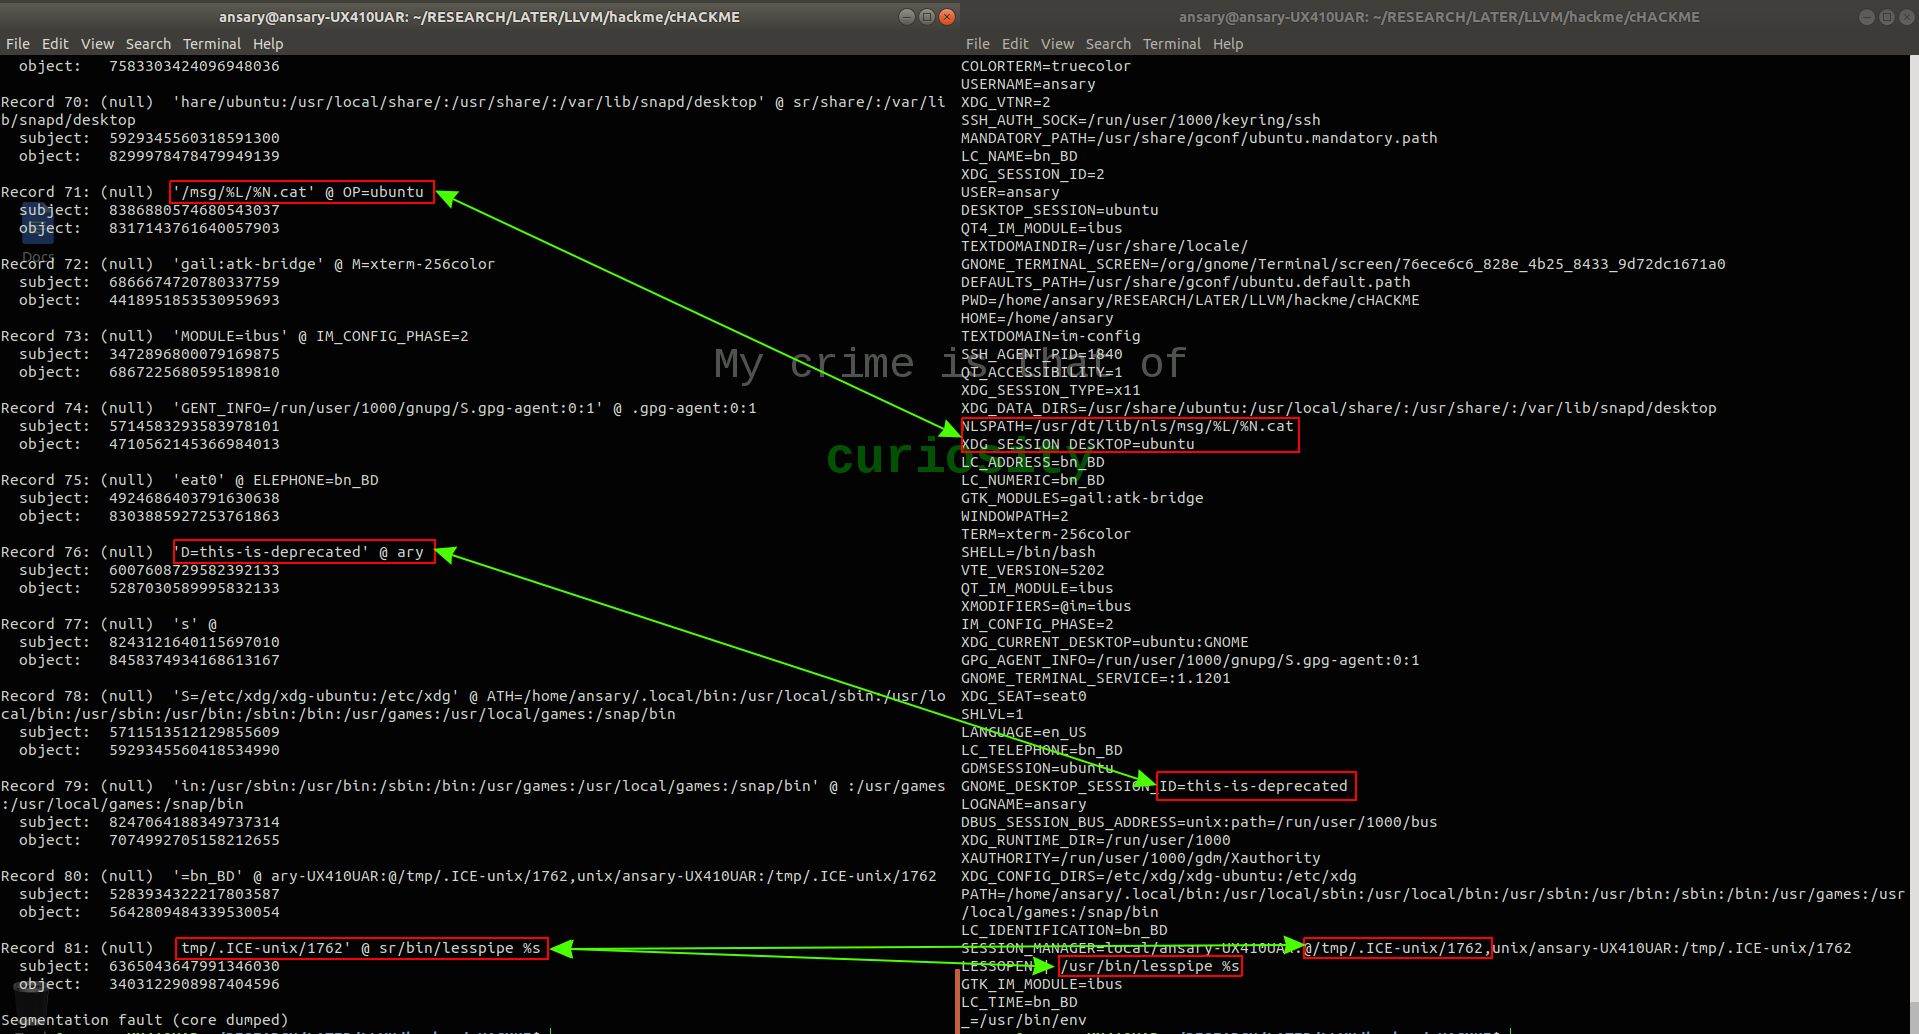 ansary@ansary-UX410UAR: ~/RESEARCH/LATER/LLVM/hackme/cHACKME
File Edit View Search Terminal Help
object: 7583303424096948036
Record 70: (null) 'hare/ubuntu:/usr/local/share/:/usr/share/:/var/lib/snapd/desktop' @ sr/share/:/var/li
b/snapd/desktop
subject: 5929345560318591300
object: 8299978478479949139
Record 71: (null) '/msg/%L/%N.cat' @ OP=ubuntu
subject: 8386880574680543037
object: 8317143761640057903
Docs
Record 72: (null) 'gail:atk-bridge' @ M=xterm-256color
subject: 6866674720780337759
object: 4418951853530959693
Record 73: (null) 'MODULE=ibus' @ IM_CONFIG_PHASE=2
subject: 3472896800079169875
object: 6867225680595189810
Record 74: (null) 'GENT_INFO=/run/user/1000/gnupg/S.gpg-agent:0:1' @ .gpg-agent:0:1
subject: 5714583293583978101
object: 4710562145366984013
Record 75: (null) 'eat0' @ ELEPHONE=bn_BD
subject: 4924686403791630638
object: 8303885927253761863
Record 76: (null) 'D=this-is-deprecated' @ ary
subject: 6007608729582392133
object: 5287030589995832133
Record 77: (null) 's' @
subject: 8243121640115697010
object: 8458374934168613167
Record 78: (null) 'S=/etc/xdg/xdg-ubuntu:/etc/xdg' @ ATH=/home/ansary/.local/bin:/usr/local/sbin:/usr/lo
cal/bin:/usr/sbin:/usr/bin:/sbin:/bin:/usr/games:/usr/local/games:/snap/bin
subject: 5711513512129855609
object: 5929345560418534990
Record 79: (null) 'in:/usr/sbin:/usr/bin:/sbin:/bin:/usr/games:/usr/local/games:/snap/bin' @ :/usr/games
:/usr/local/games:/snap/bin
subject: 8247064188349737314
object: 7074992705158212655
Record 80: (null) '=bn_BD' @ ary-UX410UAR:@/tmp/.ICE-unix/1762,unix/ansary-UX410UAR:/tmp/.ICE-unix/1762
subject: 5283934322217803587
object: 5642809484339530054
Record 81: (null) tmp/.ICE-unix/1762' @ sr/bin/lesspipe %s
subject: 6365043647991346030
object: 3403122908987404596
Segmentation fault (core dumped)
My crime is that of
curiosity
ansary@ansary-UX410UAR: ~/RESEARCH/LATER/LLVM/hackme/cHACKME
File Edit View Search Terminal Help
COLORTERM=truecolor
USERNAME=ansary
XDG_VTNR=2
SSH_AUTH_SOCK=/run/user/1000/keyring/ssh
MANDATORY_PATH=/usr/share/gconf/ubuntu.mandatory.path
LC_NAME=bn_BD
XDG_SESSION_ID=2
USER=ansary
DESKTOP_SESSION=ubuntu
QT4_IM_MODULE=ibus
TEXTDOMAINDIR=/usr/share/locale/
GNOME_TERMINAL_SCREEN=/org/gnome/Terminal/screen/76ece6c6_828e_4b25_8433_9d72dc1671a0
DEFAULTS_PATH=/usr/share/gconf/ubuntu.default.path
PWD=/home/ansary/RESEARCH/LATER/LLVM/hackme/cHACKME
HOME=/home/ansary
TEXTDOMAIN=im-config
SSH_AGENT_PID=1840
QT_ACCESSIBILITY=1
XDG_SESSION_TYPE=x11
XDG_DATA_DIRS=/usr/share/ubuntu:/usr/local/share/:/usr/share/:/var/lib/snapd/desktop
NLSPATH=/usr/dt/lib/nls/msg/%L/%N.cat
XDG_SESSION_DESKTOP=ubuntu
LC_ADDRESS=bn_BD
LC_NUMERIC=bn_BD
GTK_MODULES=gail:atk-bridge
WINDOWPATH=2
TERM=xterm-256color
SHELL=/bin/bash
VTE_VERSION=5202
QT_IM_MODULE=ibus
XMODIFIERS=@im=ibus
IM_CONFIG_PHASE=2
XDG_CURRENT_DESKTOP=ubuntu:GNOME
GPG_AGENT_INFO=/run/user/1000/gnupg/S.gpg-agent:0:1
GNOME_TERMINAL_SERVICE=:1.1201
XDG_SEAT=seat0
SHLVL=1
LANGUAGE=en_US
LC_TELEPHONE=bn_BD
GDMSESSION=ubuntu
GNOME_DESKTOP_SESSION_ID=this-is-deprecated
LOGNAME=ansary
DBUS_SESSION_BUS_ADDRESS=unix:path=/run/user/1000/bus
XDG_RUNTIME_DIR=/run/user/1000
XAUTHORITY=/run/user/1000/gdm/Xauthority
XDG_CONFIG_DIRS=/etc/xdg/xdg-ubuntu:/etc/xdg
PATH=/home/ansary/.local/bin:/usr/local/sbin:/usr/local/bin:/usr/sbin:/usr/bin:/sbin:/bin:/usr/games:/usr
/local/games:/snap/bin
LC_IDENTIFICATION=bn_BD
SESSION_MANAGER=local/ansary-UX410UAR:@/tmp/.ICE-unix/1762,unix/ansary-UX410UAR:/tmp/.ICE-unix/1762
/usr/bin/lesspipe %s
GTK_IM_MODULE=ibus
LC_TIME=bn_BD
_=/usr/bin/env